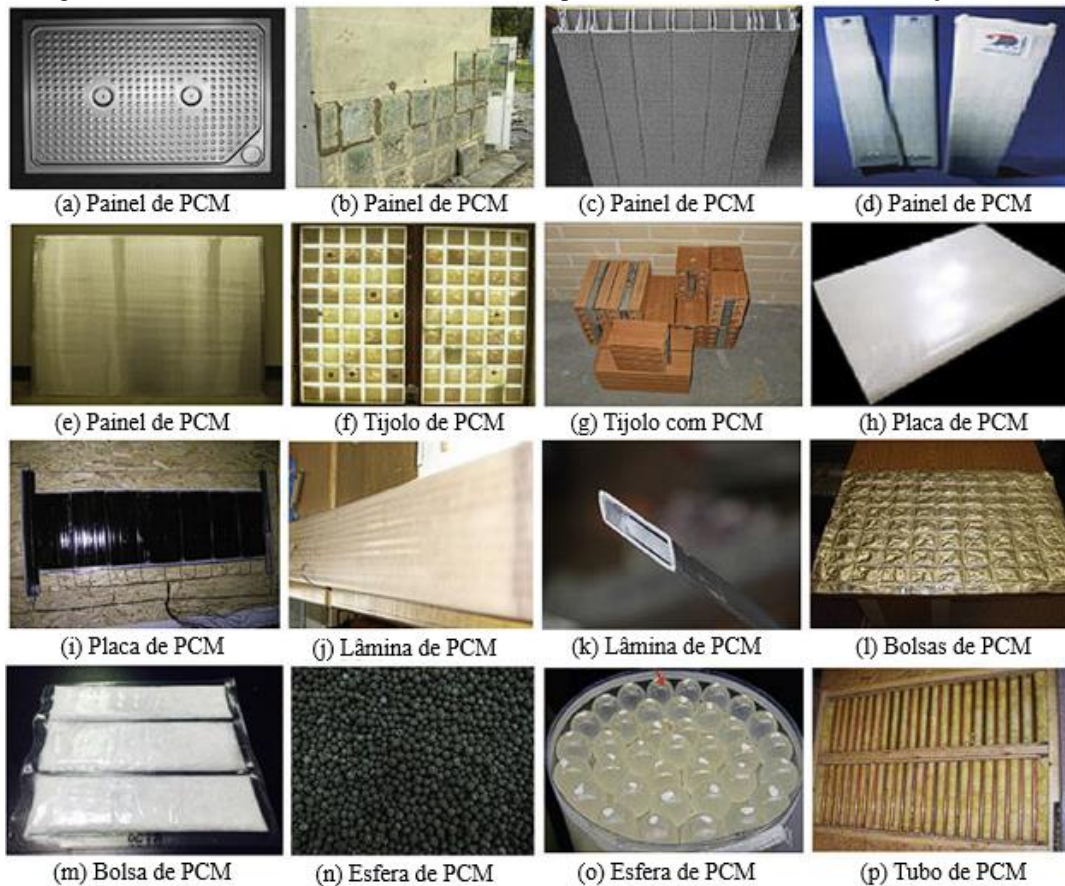 (a) Painel de PCM
(b) Painel de PCM
(c) Painel de PCM
(d) Painel de PCM
(e) Painel de PCM
(f) Tijolo de PCM
(g) Tijolo com PCM
(h) Placa de PCM
(i) Placa de PCM
(j) Lâmina de PCM
(k) Lâmina de PCM
(l) Bolsas de PCM
(m) Bolsa de PCM
(n) Esfera de PCM
(o) Esfera de PCM
(p) Tubo de PCM